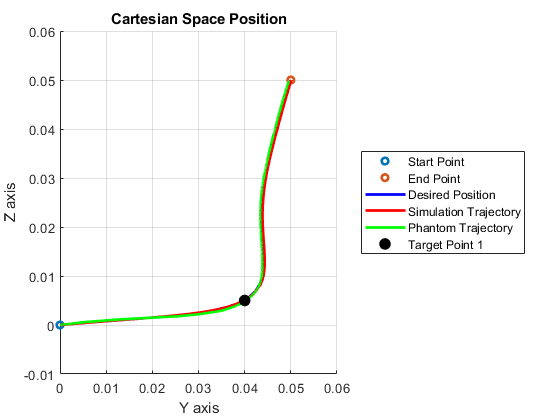 Cartesian Space Position
0.06
0.05
0.04
0.03
0.02
0.01
0
-0.01
Z axis
0
0.01
0.02
0.03
0.04
0.05
0.06
Y axis
Start Point
End Point
Desired Position
Simulation Trajectory
Phantom Trajectory
Target Point 1